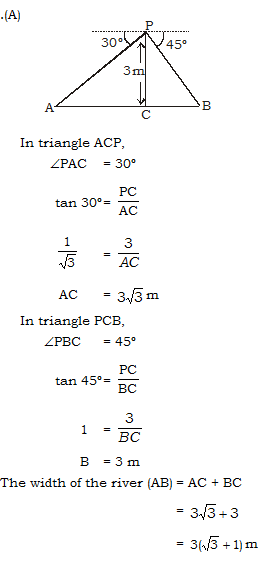 .(A)
P
30° 45°
3m
A C B
In triangle ACP,
∠PAC = 30°
tan 30° = PC/AC
1/√3 = 3/AC
AC = 3√3 m
In triangle PCB,
∠PBC = 45°
tan 45° = PC/BC
1 = 3/BC
B = 3 m
The width of the river (AB) = AC + BC
= 3√3 + 3
= 3(√3 + 1) m